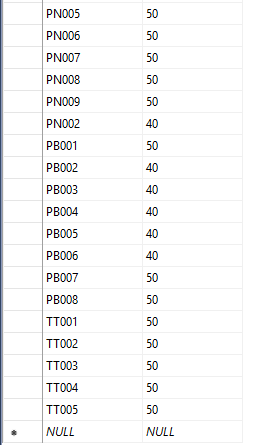 PN005 50
PN006 50
PN007 50
PN008 50
PN009 50
PN002 40
PB001 50
PB002 40
PB003 40
PB004 40
PB005 40
PB006 40
PB007 50
PB008 50
TT001 50
TT002 50
TT003 50
TT004 50
TT005 50
NULL NULL